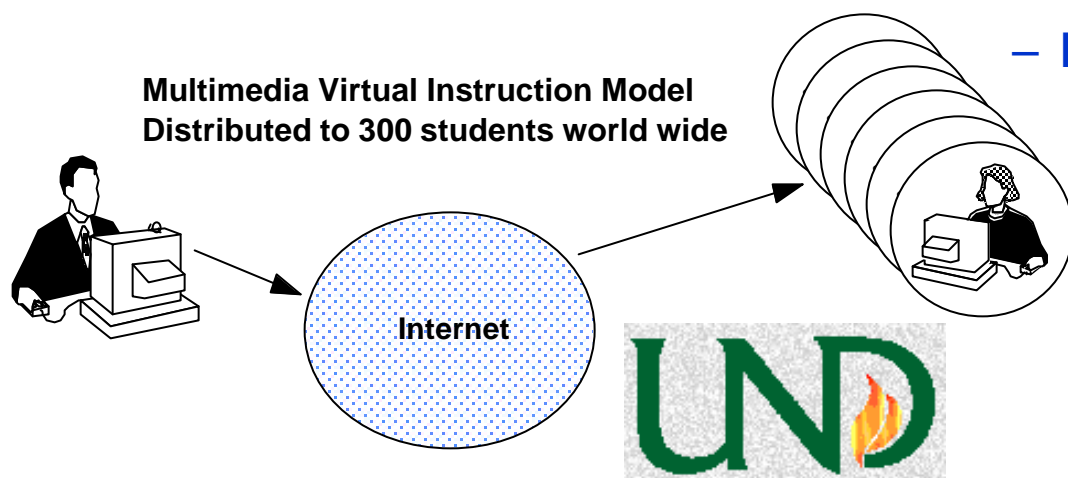 Multimedia Virtual Instruction Model
Distributed to 300 students world wide
Internet
UND